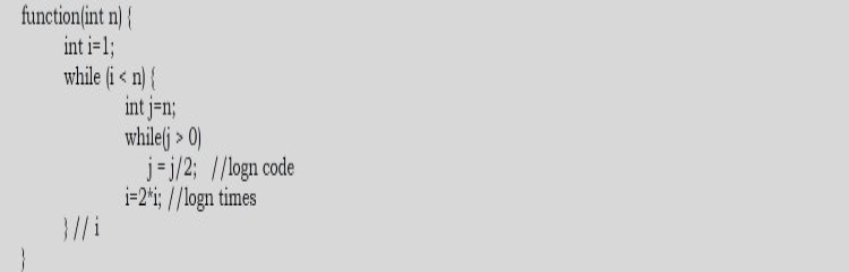 function(int n) {
int i=1;
while (i < n) {
int j=n;
while(j > 0)
j = j/2; //logn code
i=2*i; //logn times
} // i
}